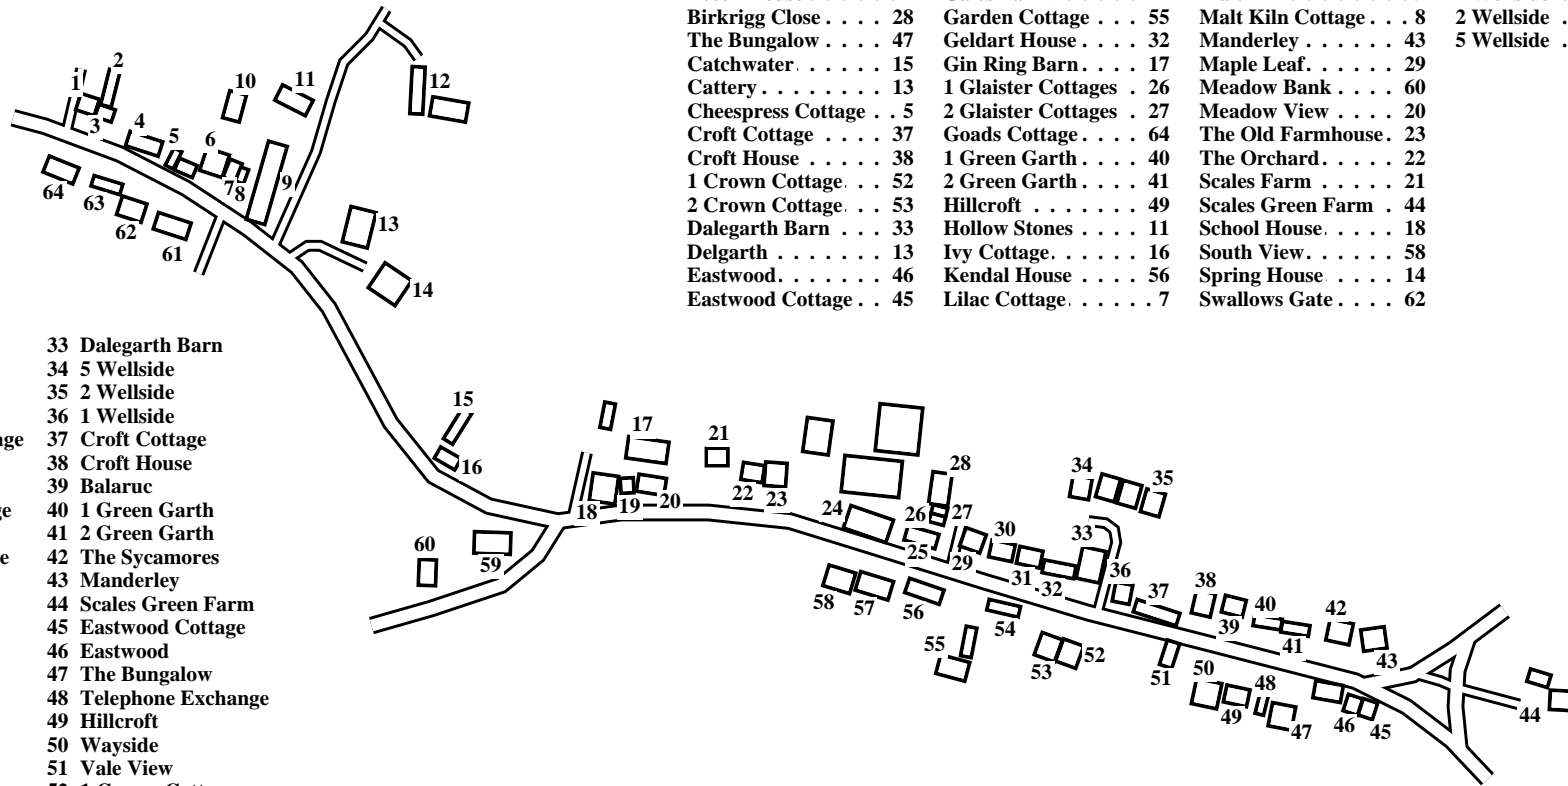 Birkrigg Close . . . . 28
The Bungalow . . . . 47
Catchwater . . . . . . 15
Cattery . . . . . . . . 13
Cheespress Cottage . . 5
Croft Cottage . . . . 37
Croft House . . . . . 38
1 Crown Cottage . . 52
2 Crown Cottage . . 53
Dalegarth Barn . . . 33
Delgarth . . . . . . . 13
Eastwood . . . . . . . 46
Eastwood Cottage . . 45
Garden Cottage . . . 55
Geldart House . . . . 32
Gin Ring Barn . . . . 17
1 Glaister Cottages . 26
2 Glaister Cottages . 27
Goads Cottage . . . . 64
1 Green Garth . . . . 40
2 Green Garth . . . . 41
Hillcroft . . . . . . . 49
Hollow Stones . . . . 11
Ivy Cottage . . . . . . 16
Kendal House . . . . 56
Lilac Cottage . . . . . . 7
Malt Kiln Cottage . . . 8
Manderley . . . . . . 43
Maple Leaf . . . . . . 29
Meadow Bank . . . . 60
Meadow View . . . . 20
The Old Farmhouse . 23
The Orchard . . . . . 22
Scales Farm . . . . . 21
Scales Green Farm . 44
School House . . . . . 18
South View . . . . . . 58
Spring House . . . . . 14
Swallows Gate . . . . 62
2 Wellside .
5 Wellside .
33 Dalegarth Barn
34 5 Wellside
35 2 Wellside
36 1 Wellside
37 Croft Cottage
38 Croft House
39 Balaruc
40 1 Green Garth
41 2 Green Garth
42 The Sycamores
43 Manderley
44 Scales Green Farm
45 Eastwood Cottage
46 Eastwood
47 The Bungalow
48 Telephone Exchange
49 Hillcroft
50 Wayside
51 Vale View
1
2
3
4
5
6
7
8
9
10
11
12
13
14
15
16
17
18
19
20
21
22
23
24
25
26
27
28
29
30
31
32
33
34
35
36
37
38
39
40
41
42
43
44
45
46
47
48
49
50
51
52
53
54
55
56
57
58
59
60
61
62
63
64